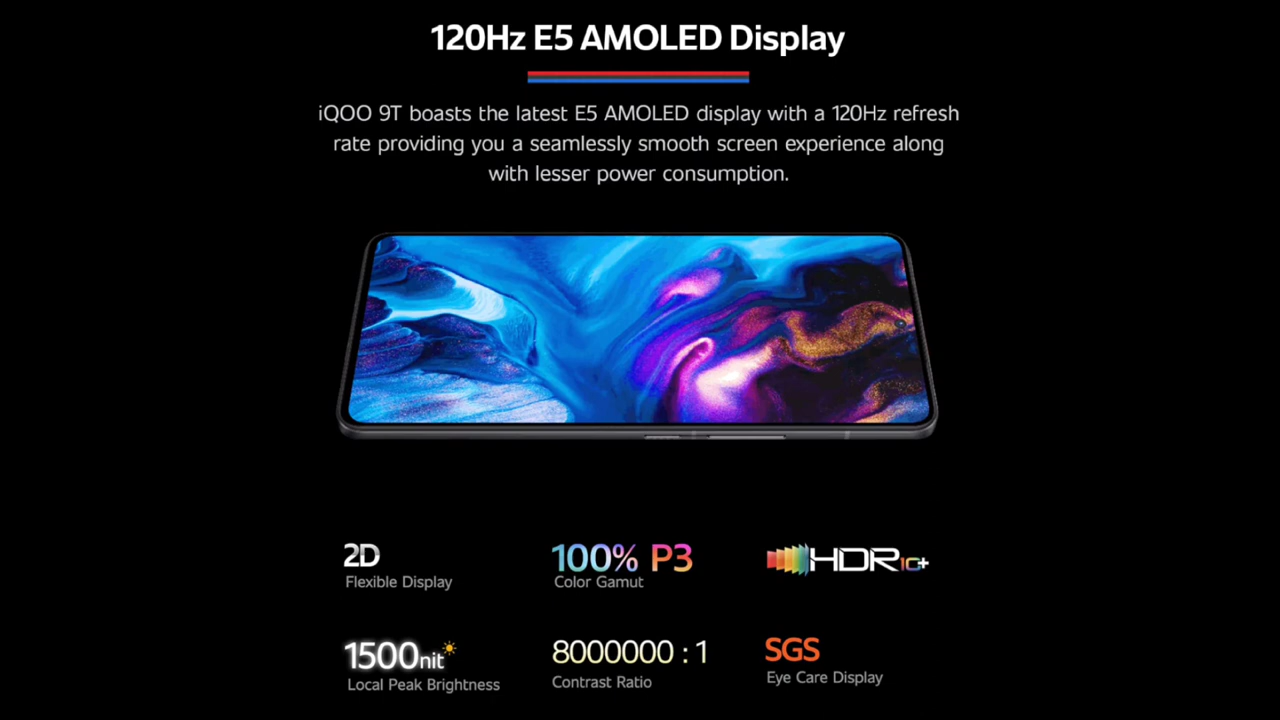 120Hz E5 AMOLED Display
iQOO 9T boasts the latest E5 AMOLED display with a 120Hz refresh
rate providing you a seamlessly smooth screen experience along
with lesser power consumption.
2D
Flexible Display
100% P3
Color Gamut
HDR10+
1500nit
Local Peak Brightness
8000000 : 1
Contrast Ratio
SGS
Eye Care Display